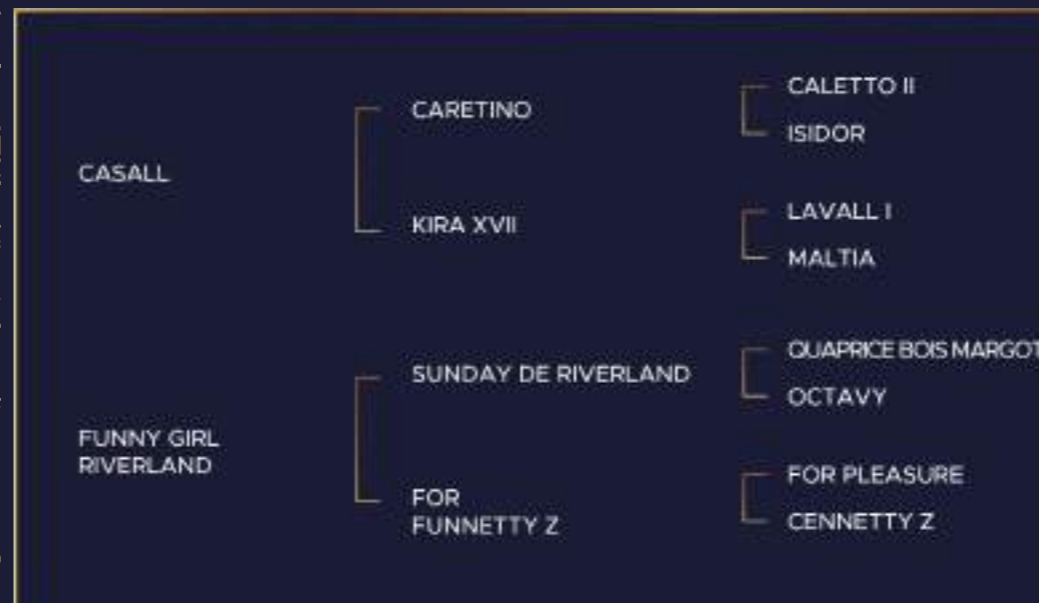 CASALL
CARETINO
CALETTO II
ISIDOR
KIRA XVII
LAVALL I
MALTIA
FUNNY GIRL
RIVERLAND
SUNDAY DE RIVERLAND
QUAPRICE BOIS MARGOT
OCTAVY
FOR
FUNNETTY Z
FOR PLEASURE
CENNETTY Z